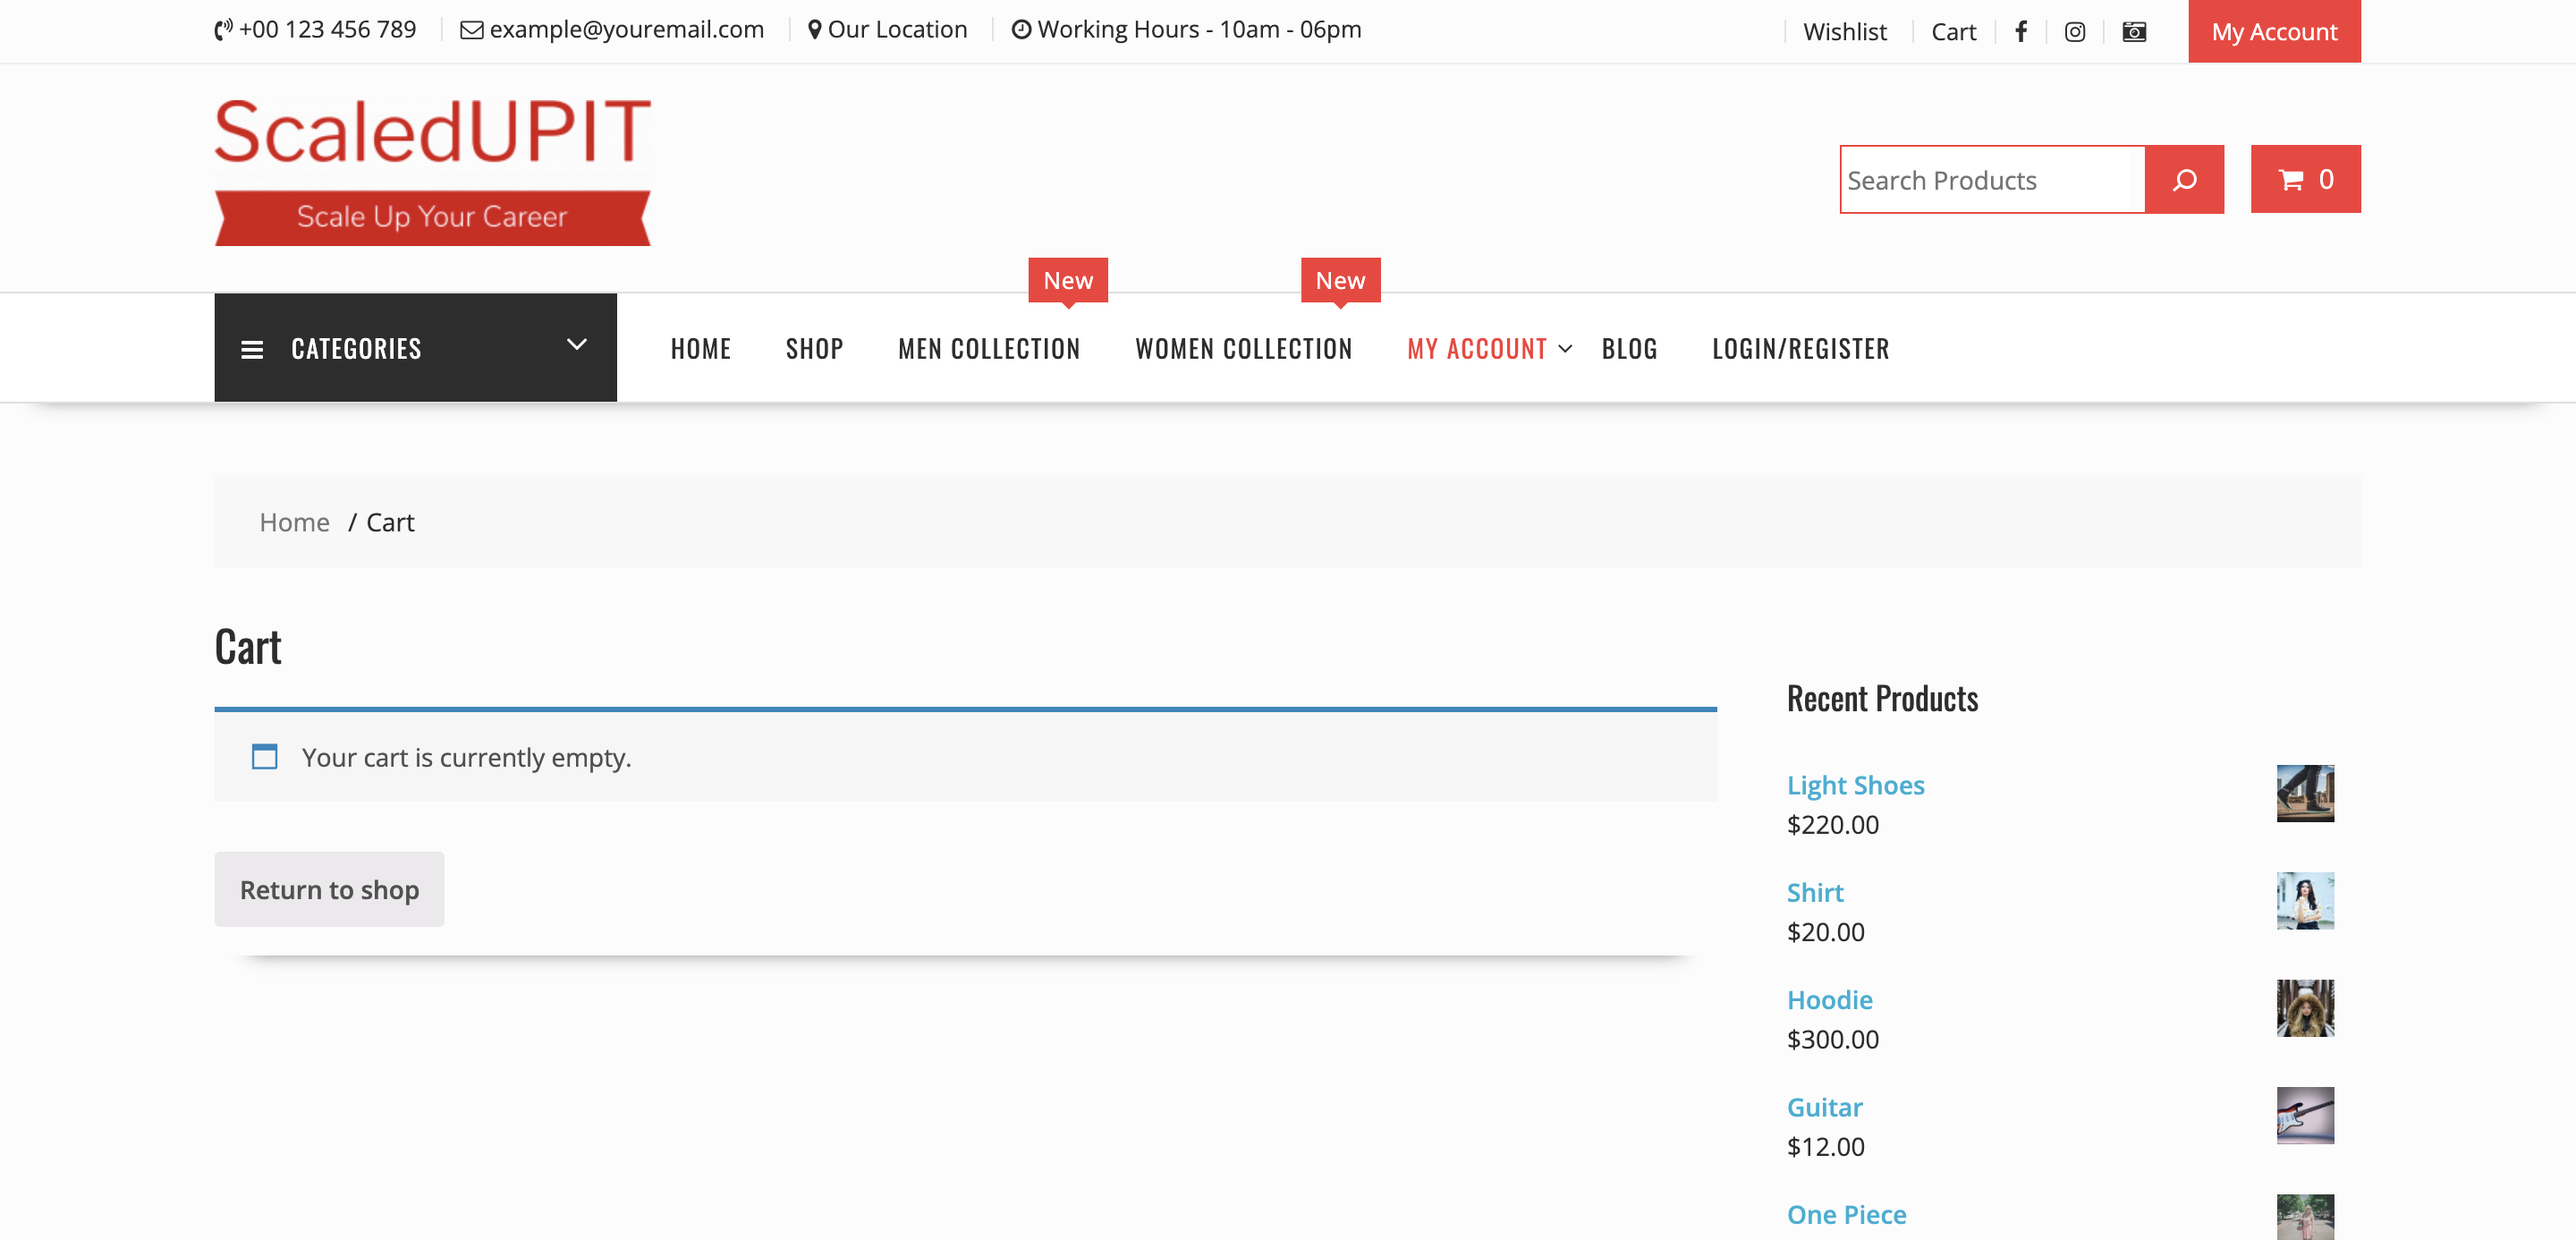 +00 123 456 789 example@youremail.com Our Location Working Hours - 10am - 06pm Wishlist Cart My Account
ScaledUPIT
Scale Up Your Career
Search Products 0
New New
CATEGORIES HOME SHOP MEN COLLECTION WOMEN COLLECTION MY ACCOUNT BLOG LOGIN/REGISTER
Home / Cart
Cart
Your cart is currently empty.
Return to shop
Recent Products
Light Shoes
$220.00
Shirt
$20.00
Hoodie
$300.00
Guitar
$12.00
One Piece